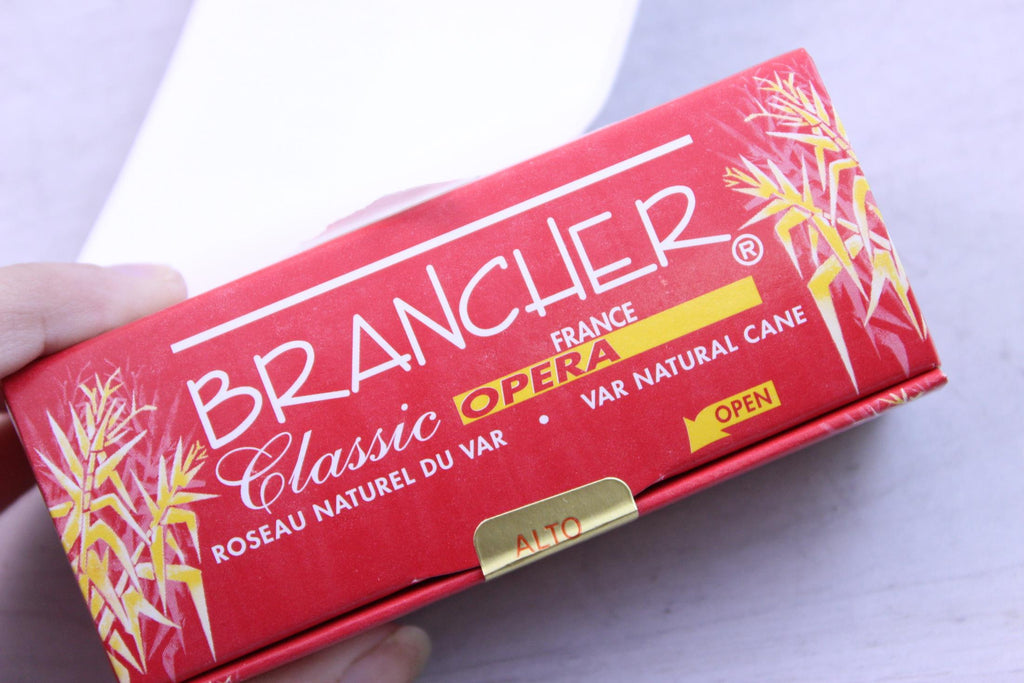 BRANCHER®
FRANCE
Classic OPERA
ROSEAU NATUREL DU VAR • VAR NATURAL CANE
OPEN
ALTO